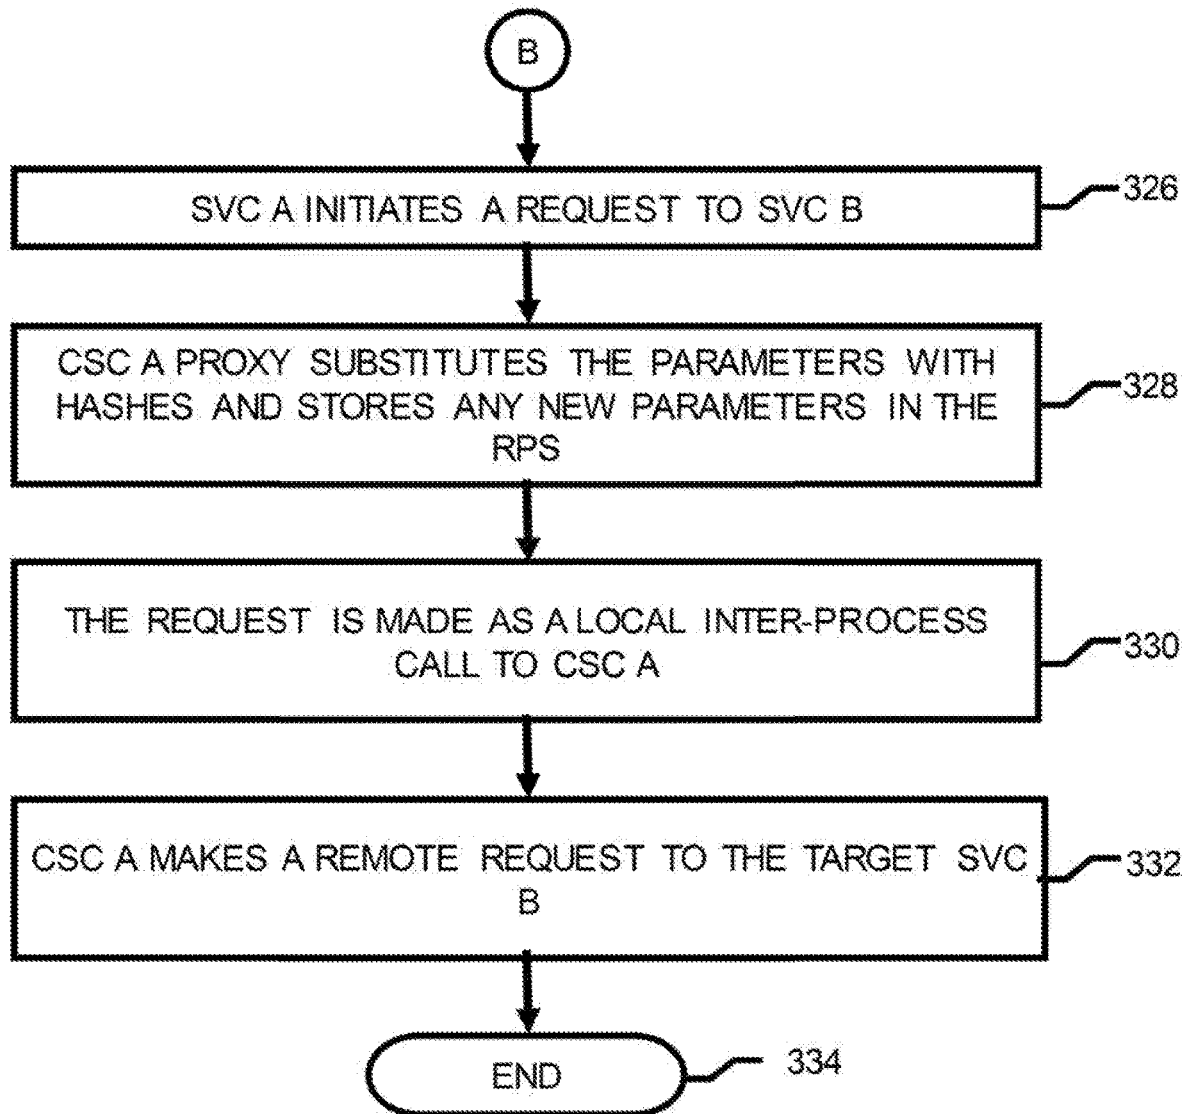 B
SVC A INITIATES A REQUEST TO SVC B
326
CSC A PROXY SUBSTITUTES THE PARAMETERS WITH
HASHES AND STORES ANY NEW PARAMETERS IN THE
RPS
328
THE REQUEST IS MADE AS A LOCAL INTER-PROCESS
CALL TO CSC A
330
CSC A MAKES A REMOTE REQUEST TO THE TARGET SVC
B
332
END
334